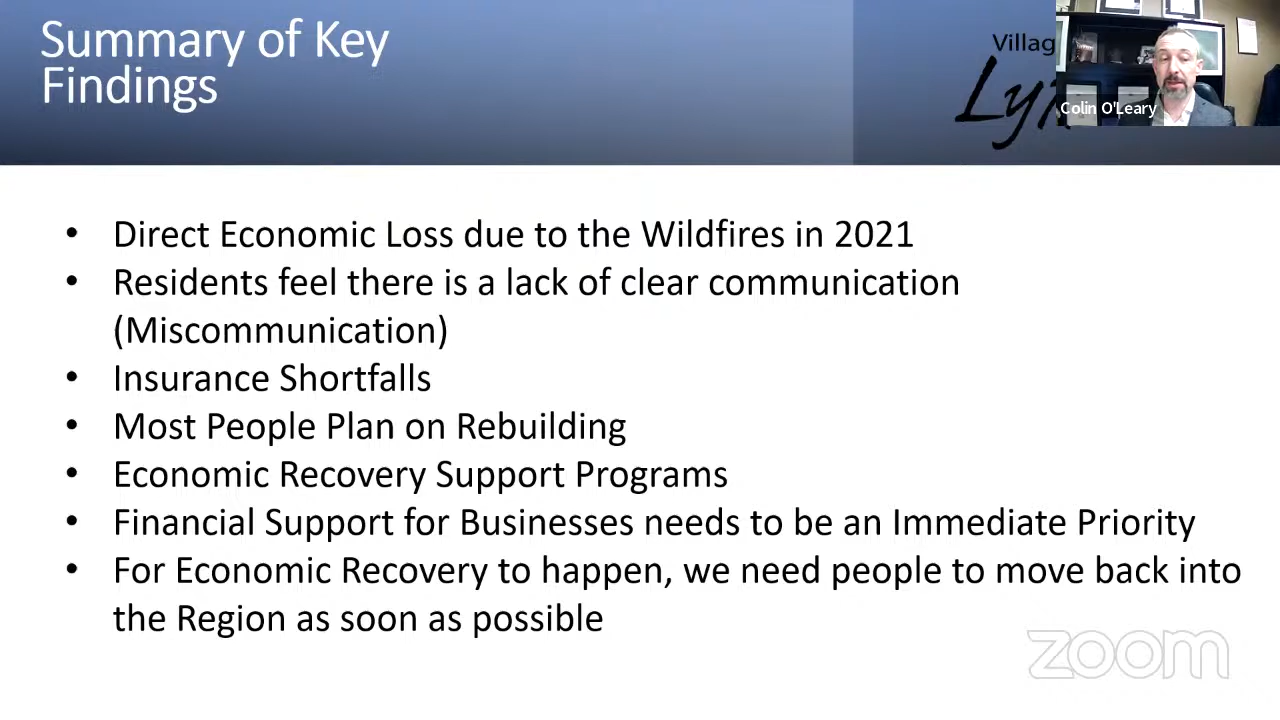 Summary of Key
Findings
Villag
Ly
Colin O'Leary
• Direct Economic Loss due to the Wildfires in 2021
• Residents feel there is a lack of clear communication
(Miscommunication)
• Insurance Shortfalls
• Most People Plan on Rebuilding
• Economic Recovery Support Programs
• Financial Support for Businesses needs to be an Immediate Priority
• For Economic Recovery to happen, we need people to move back into
the Region as soon as possible
zoom